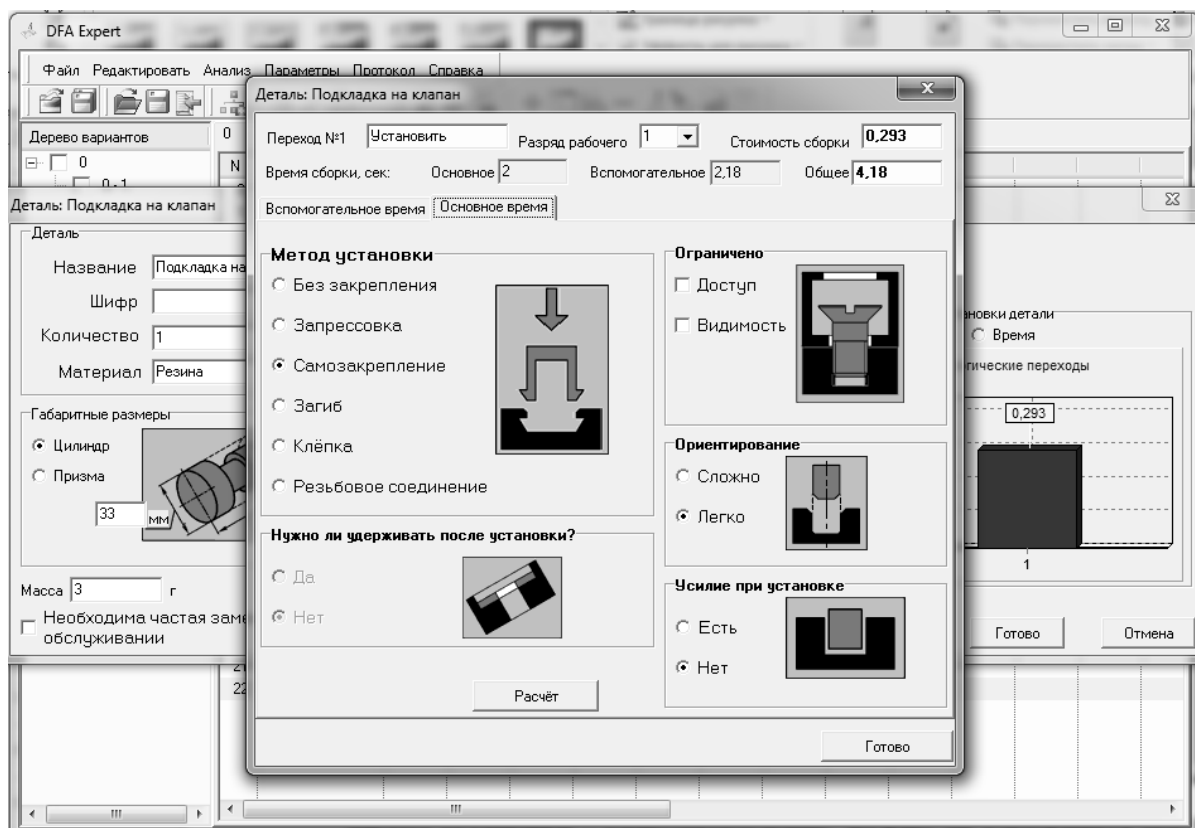 DFA Expert
Файл Редактировать Анализ Параметры Протокол Справка
Дерево вариантов
0
0
N
0-1
Деталь: Подкладка на клапан
Деталь
Название Подкладка на
Шифр
Количество 1
Материал Резина
Габаритные размеры
Цилиндр
Призма
33 мм
Масса 3 г
Необходима частая заме
обслуживании
Деталь: Подкладка на клапан
Переход №1 Установить Разряд рабочего 1 Стоимость сборки 0,293
Время сборки, сек: Основное 2 Вспомогательное 2,18 Общее 4,18
Вспомогательное время Основное время
Метод установки
Без закрепления
Запрессовка
Самозакрепление
Загиб
Клёпка
Резьбовое соединение
Нужно ли удерживать после установки?
Да
Нет
Расчёт
Ограничено
Доступ
Видимость
Ориентирование
Сложно
Легко
Усилие при установке
Есть
Нет
Готово
ановки детали
Время
гические переходы
0,293
1
Готово Отмена
21
22